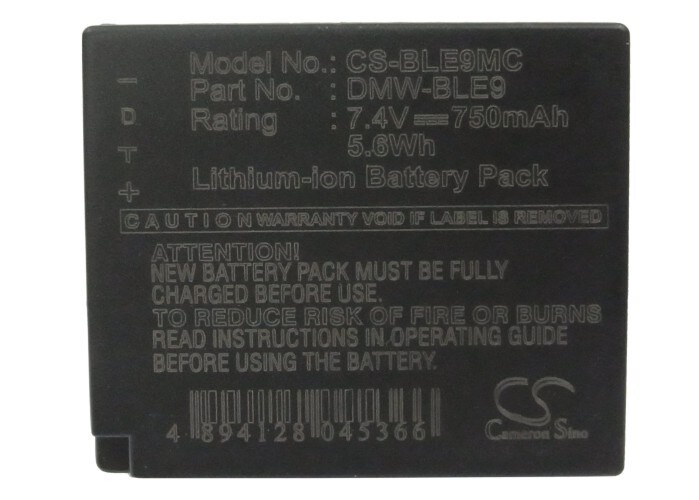 Model No.: CS-BLE9MC
Part No. : DMW-BLE9
Rating : 7.4V⎓750mAh
5.6Wh
Lithium-ion Battery Pack
− D T +
CAUTION WARRANTY VOID IF LABEL IS REMOVED
ATTENTION!
NEW BATTERY PACK MUST BE FULLY
CHARGED BEFORE USE.
TO REDUCE RISK OF FIRE OR BURNS
READ INSTRUCTIONS IN OPERATING GUIDE
BEFORE USING THE BATTERY.
4 894128 045366
CS
Cameron Sino